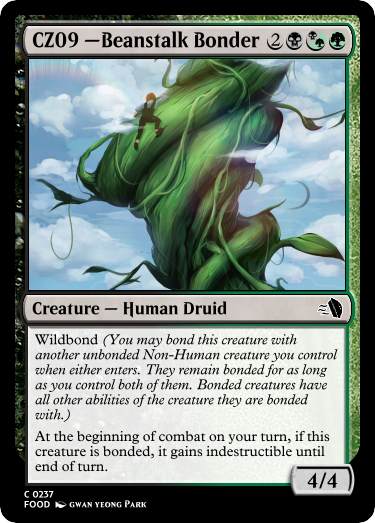 CZ09 —Beanstalk Bonder 2
Creature — Human Druid
Wildbond (You may bond this creature with
another unbonded Non-Human creature you control
when either enters. They remain bonded for as long
as you control both of them. Bonded creatures have
all other abilities of the creature they are bonded
with.)
At the beginning of combat on your turn, if this
creature is bonded, it gains indestructible until
end of turn.
4/4
C 0237
FOOD GWAN YEONG PARK